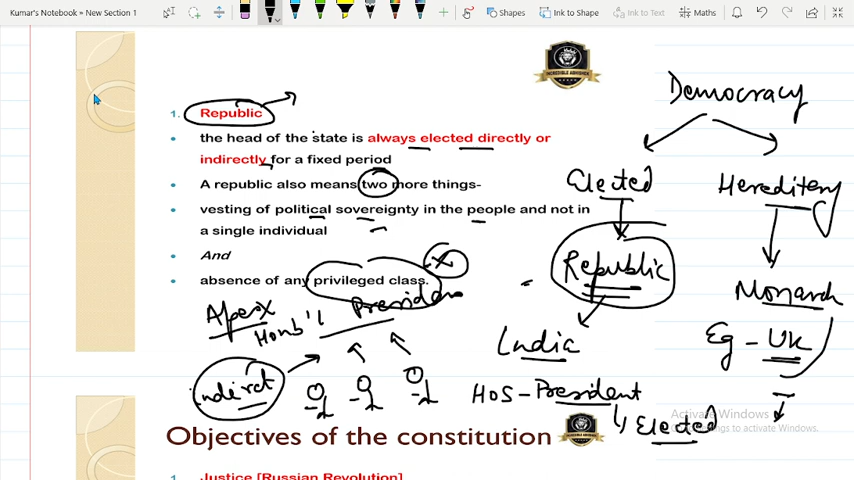 Kumar's Notebook » New Section 1
Shapes
Ink to Shape
Ink to Text
Maths
INCREDIBLE ABHISHEK
Democracy
1. Republic
• the head of the state is always elected directly or
indirectly for a fixed period
• A republic also means two more things-
• vesting of political sovereignty in the people and not in
a single individual
• And
• absence of any privileged class.
Elected
Hereditery
Republic
Monarch
India
Eg - UK
HOS - President
↳ Elected
Apex
Honb'l
President
Indirect
Activate Windows
Go to Settings to activate Windows.
Objectives of the constitution
1. Justice [Russian Revolution]